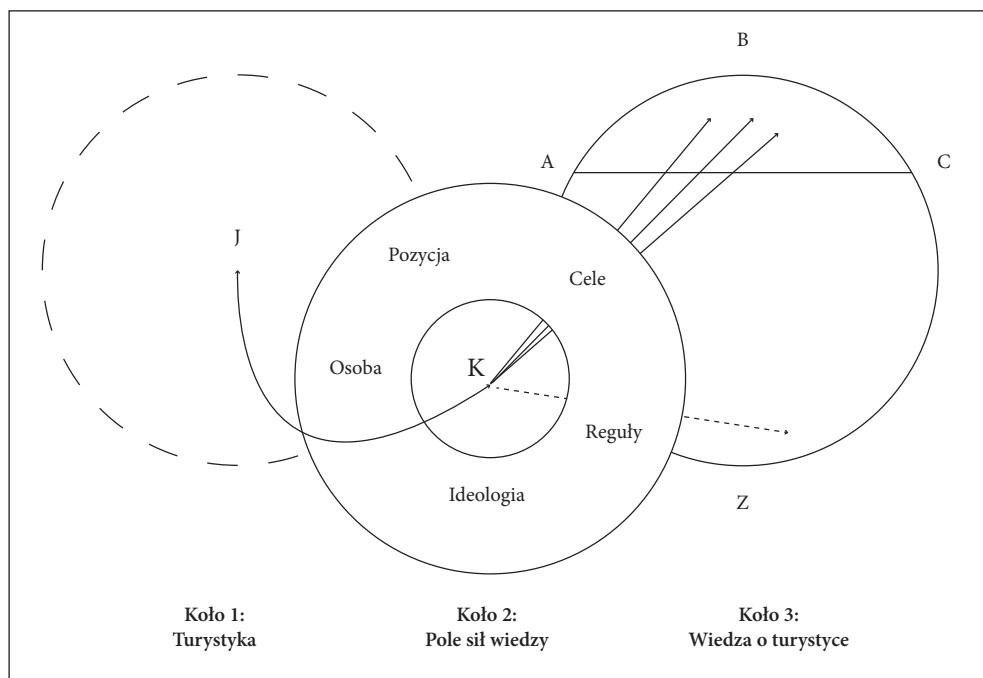 B
A
C
J
Pozycja
Cele
Osoba
K
Reguły
Ideologia
Z
Koło 1:
Turystyka
Koło 2:
Pole sił wiedzy
Koło 3:
Wiedza o turystyce